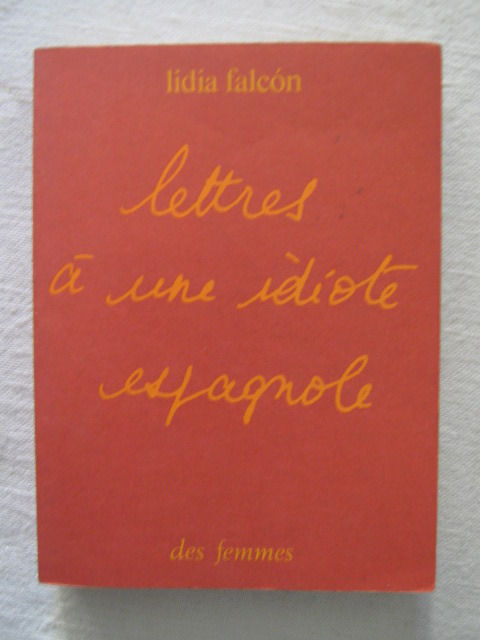 lidia falcón
lettres
à une idiote
espagnole
des femmes